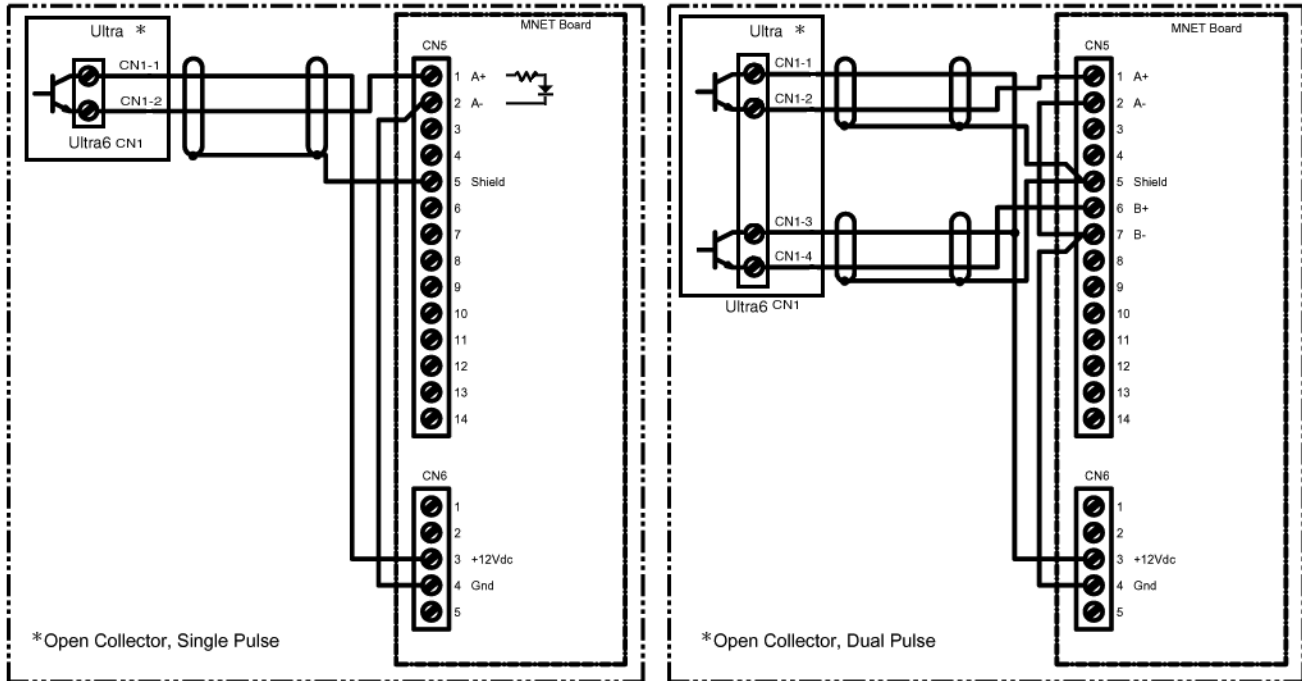 MNET Board
Ultra *
CN5
CN1-1
1 A+
CN1-2
2 A-
Ultra6 CN1
3
4
5 Shield
6
7
8
9
10
11
12
13
14
CN6
1
2
3 +12Vdc
4 Gnd
5
*Open Collector, Single Pulse
MNET Board
Ultra *
CN5
CN1-1
1 A+
CN1-2
2 A-
3
4
5 Shield
6 B+
CN1-3
7 B-
CN1-4
8
9
Ultra6 CN1
10
11
12
13
14
CN6
1
2
3 +12Vdc
4 Gnd
5
*Open Collector, Dual Pulse